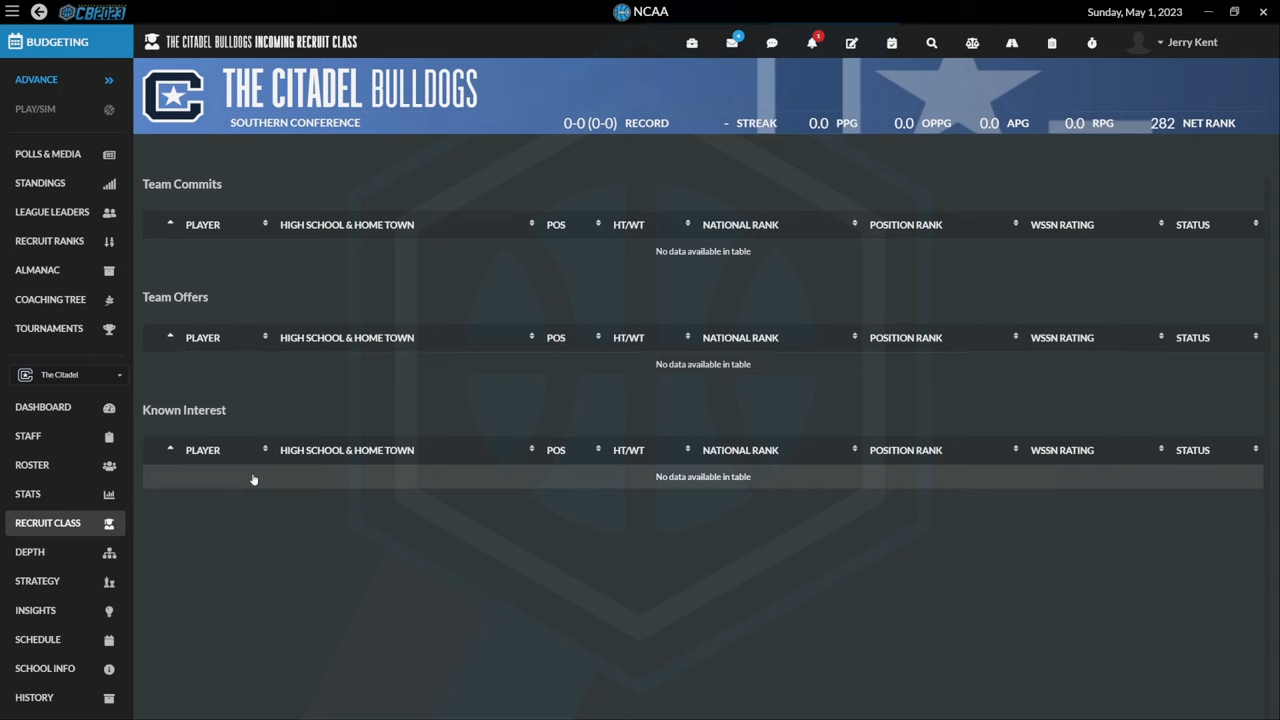 CB2023
NCAA
Sunday, May 1, 2023
BUDGETING
THE CITADEL BULLDOGS INCOMING RECRUIT CLASS
4
1
Jerry Kent
ADVANCE
PLAY/SIM
THE CITADEL BULLDOGS
SOUTHERN CONFERENCE
0-0 (0-0) RECORD
- STREAK
0.0 PPG
0.0 OPPG
0.0 APG
0.0 RPG
282 NET RANK
POLLS & MEDIA
STANDINGS
LEAGUE LEADERS
RECRUIT RANKS
ALMANAC
COACHING TREE
TOURNAMENTS
The Citadel
DASHBOARD
STAFF
ROSTER
STATS
RECRUIT CLASS
DEPTH
STRATEGY
INSIGHTS
SCHEDULE
SCHOOL INFO
HISTORY
Team Commits
PLAYER HIGH SCHOOL & HOME TOWN POS HT/WT NATIONAL RANK POSITION RANK WSSN RATING STATUS
No data available in table
Team Offers
PLAYER HIGH SCHOOL & HOME TOWN POS HT/WT NATIONAL RANK POSITION RANK WSSN RATING STATUS
No data available in table
Known Interest
PLAYER HIGH SCHOOL & HOME TOWN POS HT/WT NATIONAL RANK POSITION RANK WSSN RATING STATUS
No data available in table